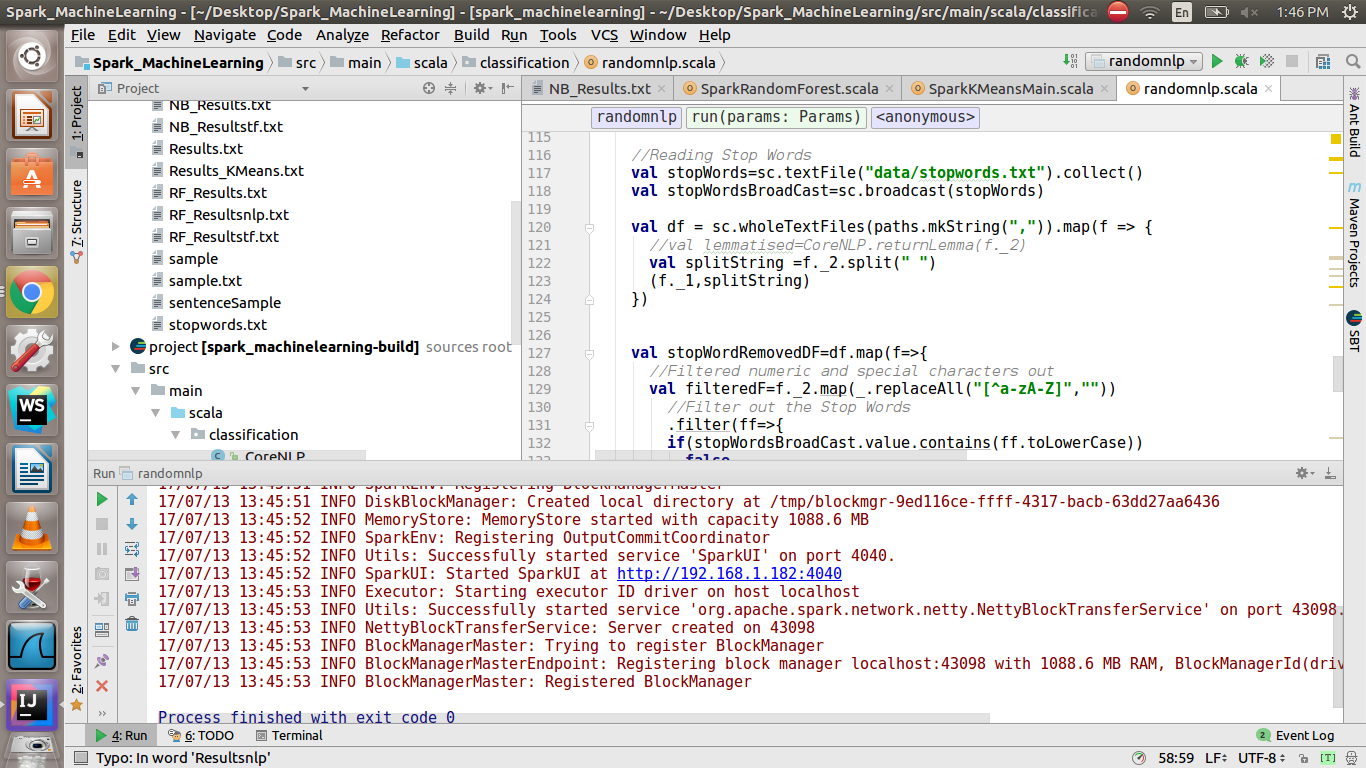 Spark_MachineLearning - [~/Desktop/Spark_MachineLearning] - [spark_machinelearning] - ~/Desktop/Spark_MachineLearning/src/main/scala/classifica
En
1:46 PM
File Edit View Navigate Code Analyze Refactor Build Run Tools VCS Window Help
Spark_MachineLearning src main scala classification randomnlp.scala
randomnlp
Project
NB_Results.txt SparkRandomForest.scala SparkKMeansMain.scala randomnlp.scala
1: Project
7: Structure
2: Favorites
NB_Results.txt
NB_Resultstf.txt
Results.txt
Results_KMeans.txt
RF_Results.txt
RF_Resultsnlp.txt
RF_Resultstf.txt
sample
sample.txt
sentenceSample
stopwords.txt
project [spark_machinelearning-build] sources root
src
main
scala
classification
CoreNLP
randomnlp run(params: Params) <anonymous>
115
116 //Reading Stop Words
117 val stopWords=sc.textFile("data/stopwords.txt").collect()
118 val stopWordsBroadCast=sc.broadcast(stopWords)
119
120 val df = sc.wholeTextFiles(paths.mkString(",")).map(f => {
121 //val lemmatised=CoreNLP.returnLemma(f._2)
122 val splitString =f._2.split(" ")
123 (f._1,splitString)
124 })
125
126
127 val stopWordRemovedDF=df.map(f=>{
128 //Filtered numeric and special characters out
129 val filteredF=f._2.map(_.replaceAll("[^a-zA-Z]",""))
130 //Filter out the Stop Words
131 .filter(ff=>{
132 if(stopWordsBroadCast.value.contains(ff.toLowerCase))
133 false
Ant Build
m
Maven Projects
SBT
Run randomnlp
17/07/13 13:45:51 INFO SparkEnv: Registering BlockManagerMaster
17/07/13 13:45:51 INFO DiskBlockManager: Created local directory at /tmp/blockmgr-9ed116ce-ffff-4317-bacb-63dd27aa6436
17/07/13 13:45:52 INFO MemoryStore: MemoryStore started with capacity 1088.6 MB
17/07/13 13:45:52 INFO SparkEnv: Registering OutputCommitCoordinator
17/07/13 13:45:52 INFO Utils: Successfully started service 'SparkUI' on port 4040.
17/07/13 13:45:52 INFO SparkUI: Started SparkUI at http://192.168.1.182:4040
17/07/13 13:45:53 INFO Executor: Starting executor ID driver on host localhost
17/07/13 13:45:53 INFO Utils: Successfully started service 'org.apache.spark.network.netty.NettyBlockTransferService' on port 43098.
17/07/13 13:45:53 INFO NettyBlockTransferService: Server created on 43098
17/07/13 13:45:53 INFO BlockManagerMaster: Trying to register BlockManager
17/07/13 13:45:53 INFO BlockManagerMasterEndpoint: Registering block manager localhost:43098 with 1088.6 MB RAM, BlockManagerId(driv
17/07/13 13:45:53 INFO BlockManagerMaster: Registered BlockManager
Process finished with exit code 0
WS
IJ
4: Run 6: TODO Terminal 2 Event Log
Typo: In word 'Resultsnlp' 58:59 LF UTF-8 [T]